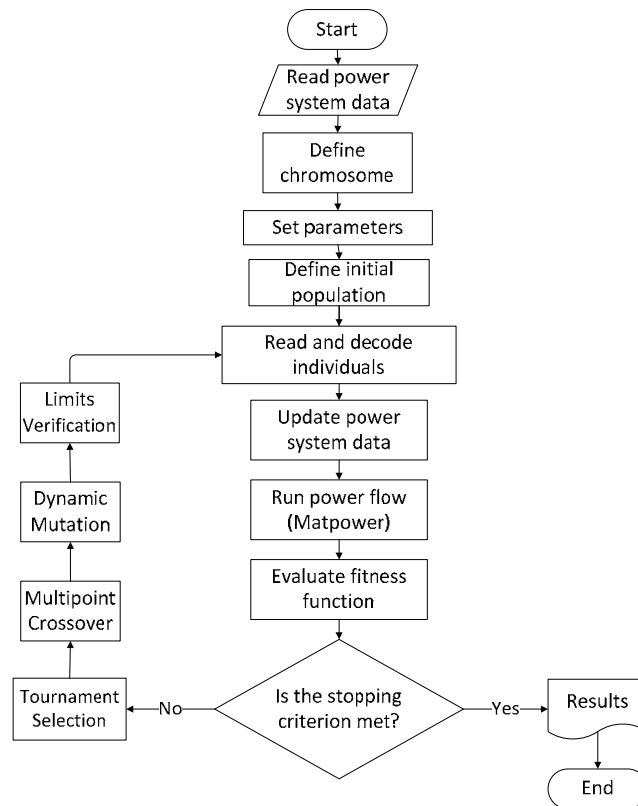 Start
Read power
system data
Define
chromosome
Set parameters
Define initial
population
Read and decode
individuals
Limits
Verification
Update power
system data
Dynamic
Mutation
Run power flow
(Matpower)
Evaluate fitness
function
Multipoint
Crossover
Tournament
Selection
No
Is the stopping
criterion met?
Yes
Results
End